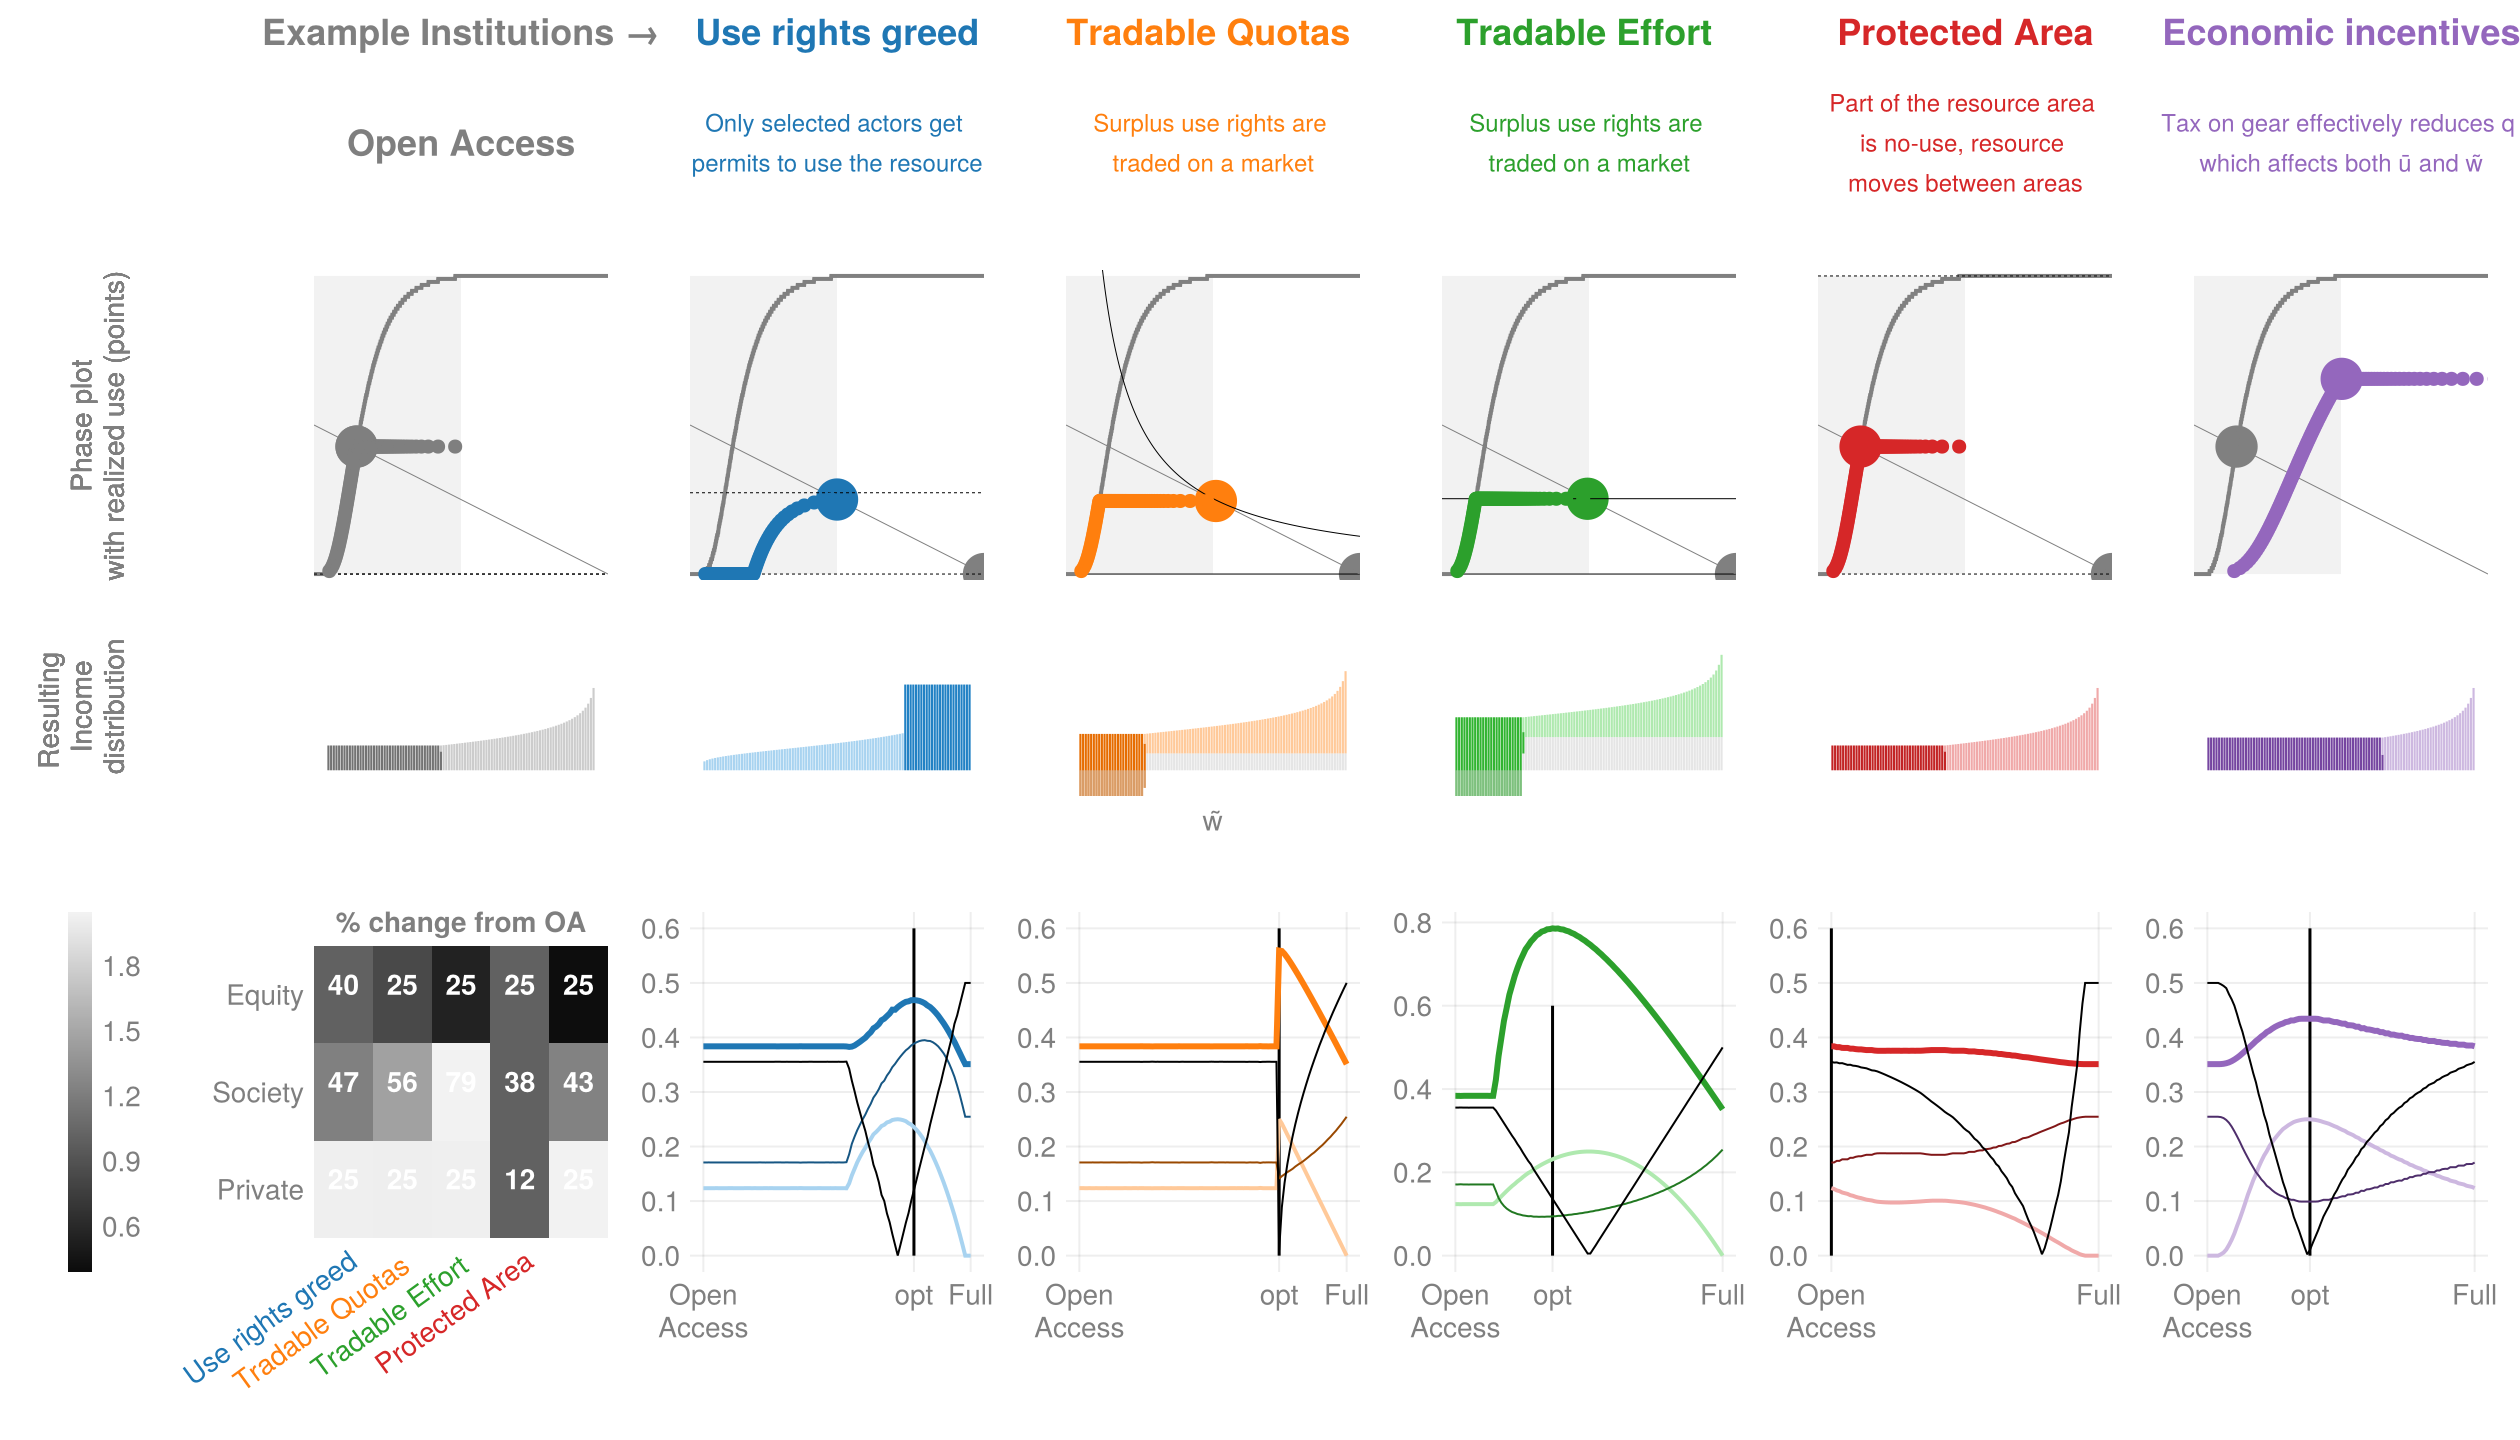 Example Institutions →
Use rights greed
Tradable Quotas
Tradable Effort
Protected Area
Economic incentives
Open Access
Only selected actors get
permits to use the resource
Surplus use rights are
traded on a market
Surplus use rights are
traded on a market
Part of the resource area
is no-use, resource
moves between areas
Tax on gear effectively reduces q
which affects both ū and w̃
Phase plot
with realized use (points)
Resulting
Income
distribution
w̃
1.8
1.5
1.2
0.9
0.6
% change from OA
Equity
40 25 25 25 25
Society
47 56 79 38 43
Private
25 25 25 12 25
Use rights greed
Tradable Quotas
Tradable Effort
Protected Area
0.6
0.5
0.4
0.3
0.2
0.1
0.0
Open
Access
opt
Full
0.6
0.5
0.4
0.3
0.2
0.1
0.0
Open
Access
opt
Full
0.8
0.6
0.4
0.2
0.0
Open
Access
opt
Full
0.6
0.5
0.4
0.3
0.2
0.1
0.0
Open
Access
Full
0.6
0.5
0.4
0.3
0.2
0.1
0.0
Open
Access
opt
Full